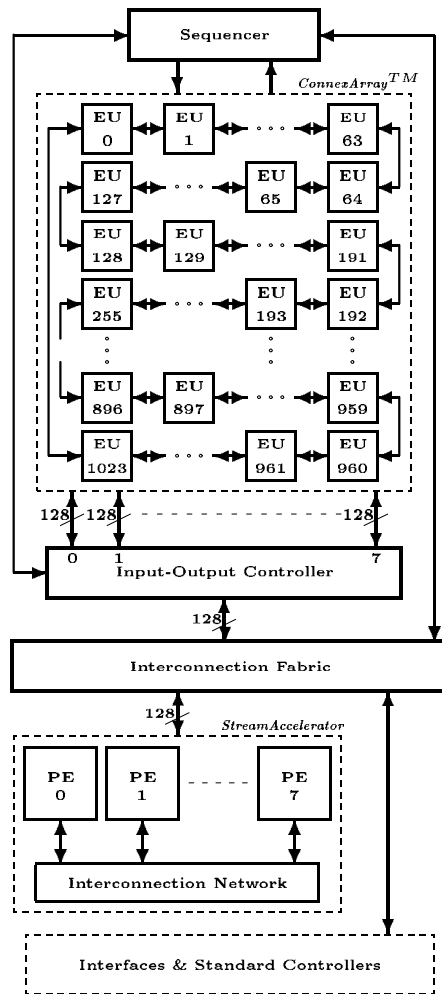 Sequencer
ConnexArray™
EU 0 EU 1 EU 63
EU 127 EU 65 EU 64
EU 128 EU 129 EU 191
EU 255 EU 193 EU 192
EU 896 EU 897 EU 959
EU 1023 EU 961 EU 960
128 128 128
0 1 7
Input-Output Controller
128
Interconnection Fabric
128
StreamAccelerator
PE 0 PE 1 PE 7
Interconnection Network
Interfaces & Standard Controllers